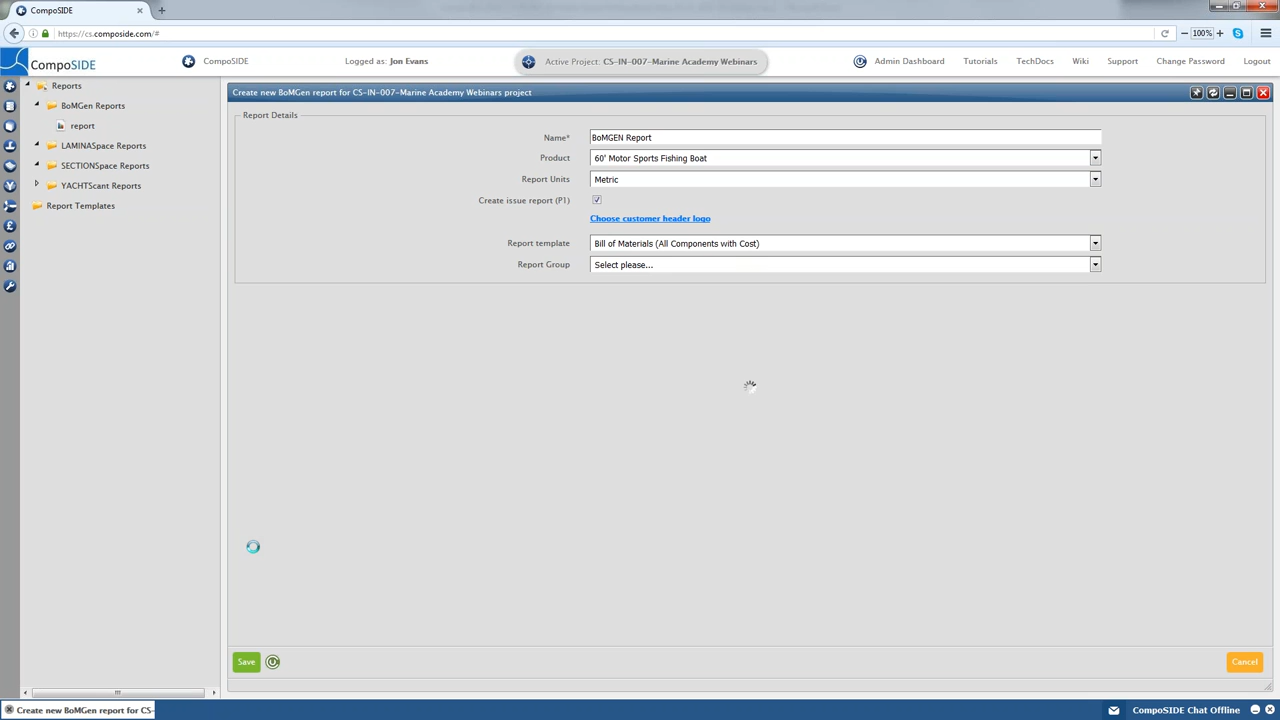 CompoSIDE
https://cs.composide.com/#
100%
CompoSIDE
CompoSIDE
Logged as: Jon Evans
Active Project: CS-IN-007-Marine Academy Webinars
Admin Dashboard
Tutorials
TechDocs
Wiki
Support
Change Password
Logout
Reports
BoMGen Reports
report
LAMINASpace Reports
SECTIONSpace Reports
YACHTScant Reports
Report Templates
Create new BoMGen report for CS-IN-007-Marine Academy Webinars project
Report Details
Name* BoMGEN Report
Product 60' Motor Sports Fishing Boat
Report Units Metric
Create issue report (P1)
Choose customer header logo
Report template Bill of Materials (All Components with Cost)
Report Group Select please...
Save
Cancel
Create new BoMGen report for CS-
CompoSIDE Chat Offline